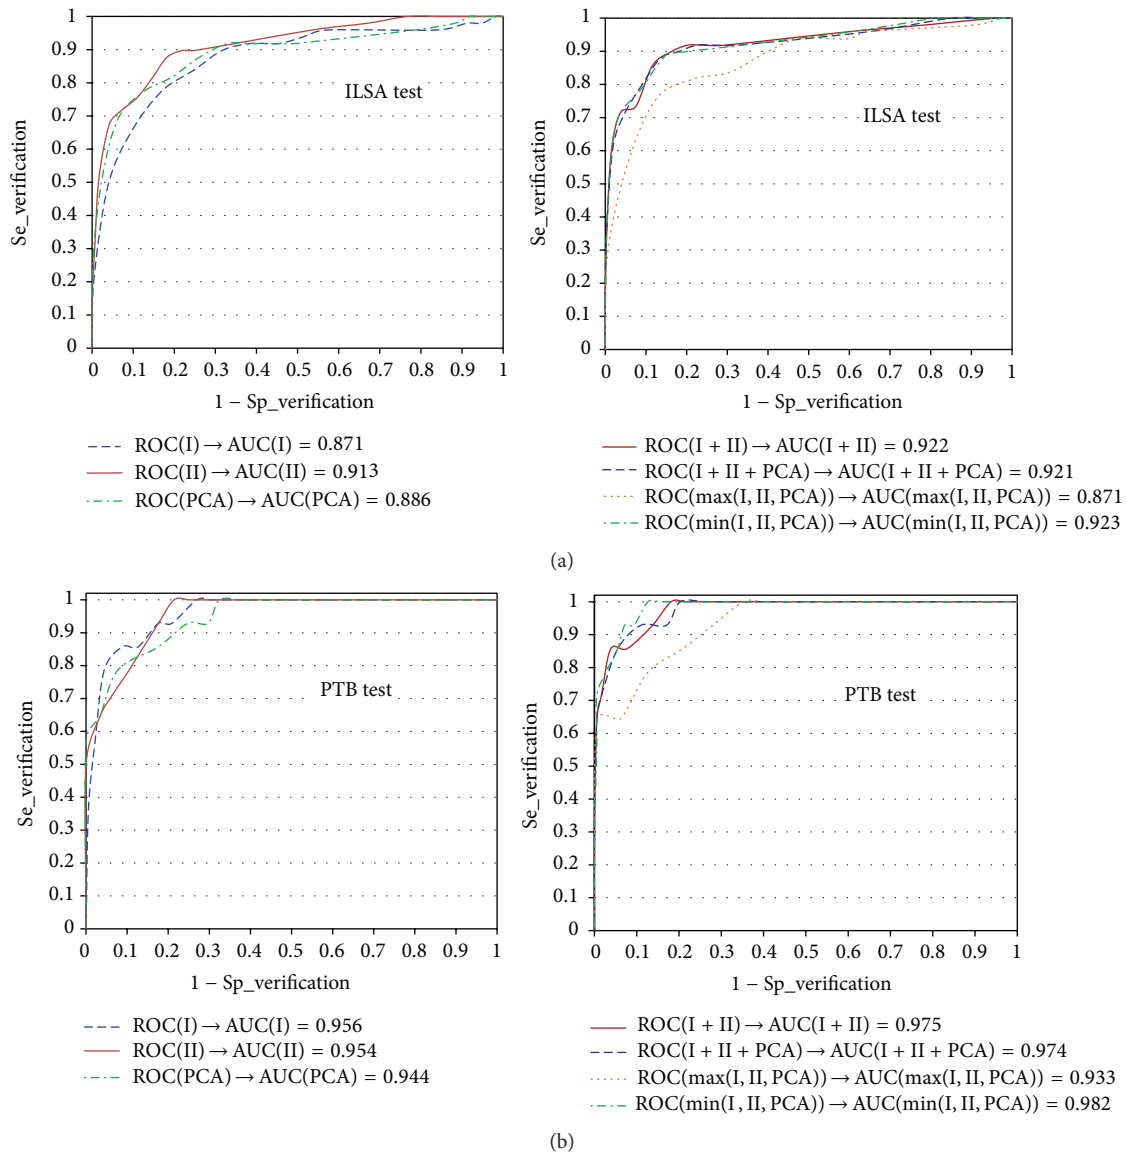 1
0.9
0.8
0.7
0.6
0.5
0.4
0.3
0.2
0.1
0
Se_verification
ILSA test
0 0.1 0.2 0.3 0.4 0.5 0.6 0.7 0.8 0.9 1
1 − Sp_verification
ROC(I) → AUC(I) = 0.871
ROC(II) → AUC(II) = 0.913
ROC(PCA) → AUC(PCA) = 0.886
1
0.9
0.8
0.7
0.6
0.5
0.4
0.3
0.2
0.1
0
Se_verification
ILSA test
0 0.1 0.2 0.3 0.4 0.5 0.6 0.7 0.8 0.9 1
1 − Sp_verification
ROC(I + II) → AUC(I + II) = 0.922
ROC(I + II + PCA) → AUC(I + II + PCA) = 0.921
ROC(max(I, II, PCA)) → AUC(max(I, II, PCA)) = 0.871
ROC(min(I, II, PCA)) → AUC(min(I, II, PCA)) = 0.923
(a)
1
0.9
0.8
0.7
0.6
0.5
0.4
0.3
0.2
0.1
0
Se_verification
PTB test
0 0.1 0.2 0.3 0.4 0.5 0.6 0.7 0.8 0.9 1
1 − Sp_verification
ROC(I) → AUC(I) = 0.956
ROC(II) → AUC(II) = 0.954
ROC(PCA) → AUC(PCA) = 0.944
1
0.9
0.8
0.7
0.6
0.5
0.4
0.3
0.2
0.1
0
Se_verification
PTB test
0 0.1 0.2 0.3 0.4 0.5 0.6 0.7 0.8 0.9 1
1 − Sp_verification
ROC(I + II) → AUC(I + II) = 0.975
ROC(I + II + PCA) → AUC(I + II + PCA) = 0.974
ROC(max(I, II, PCA)) → AUC(max(I, II, PCA)) = 0.933
ROC(min(I, II, PCA)) → AUC(min(I, II, PCA)) = 0.982
(b)